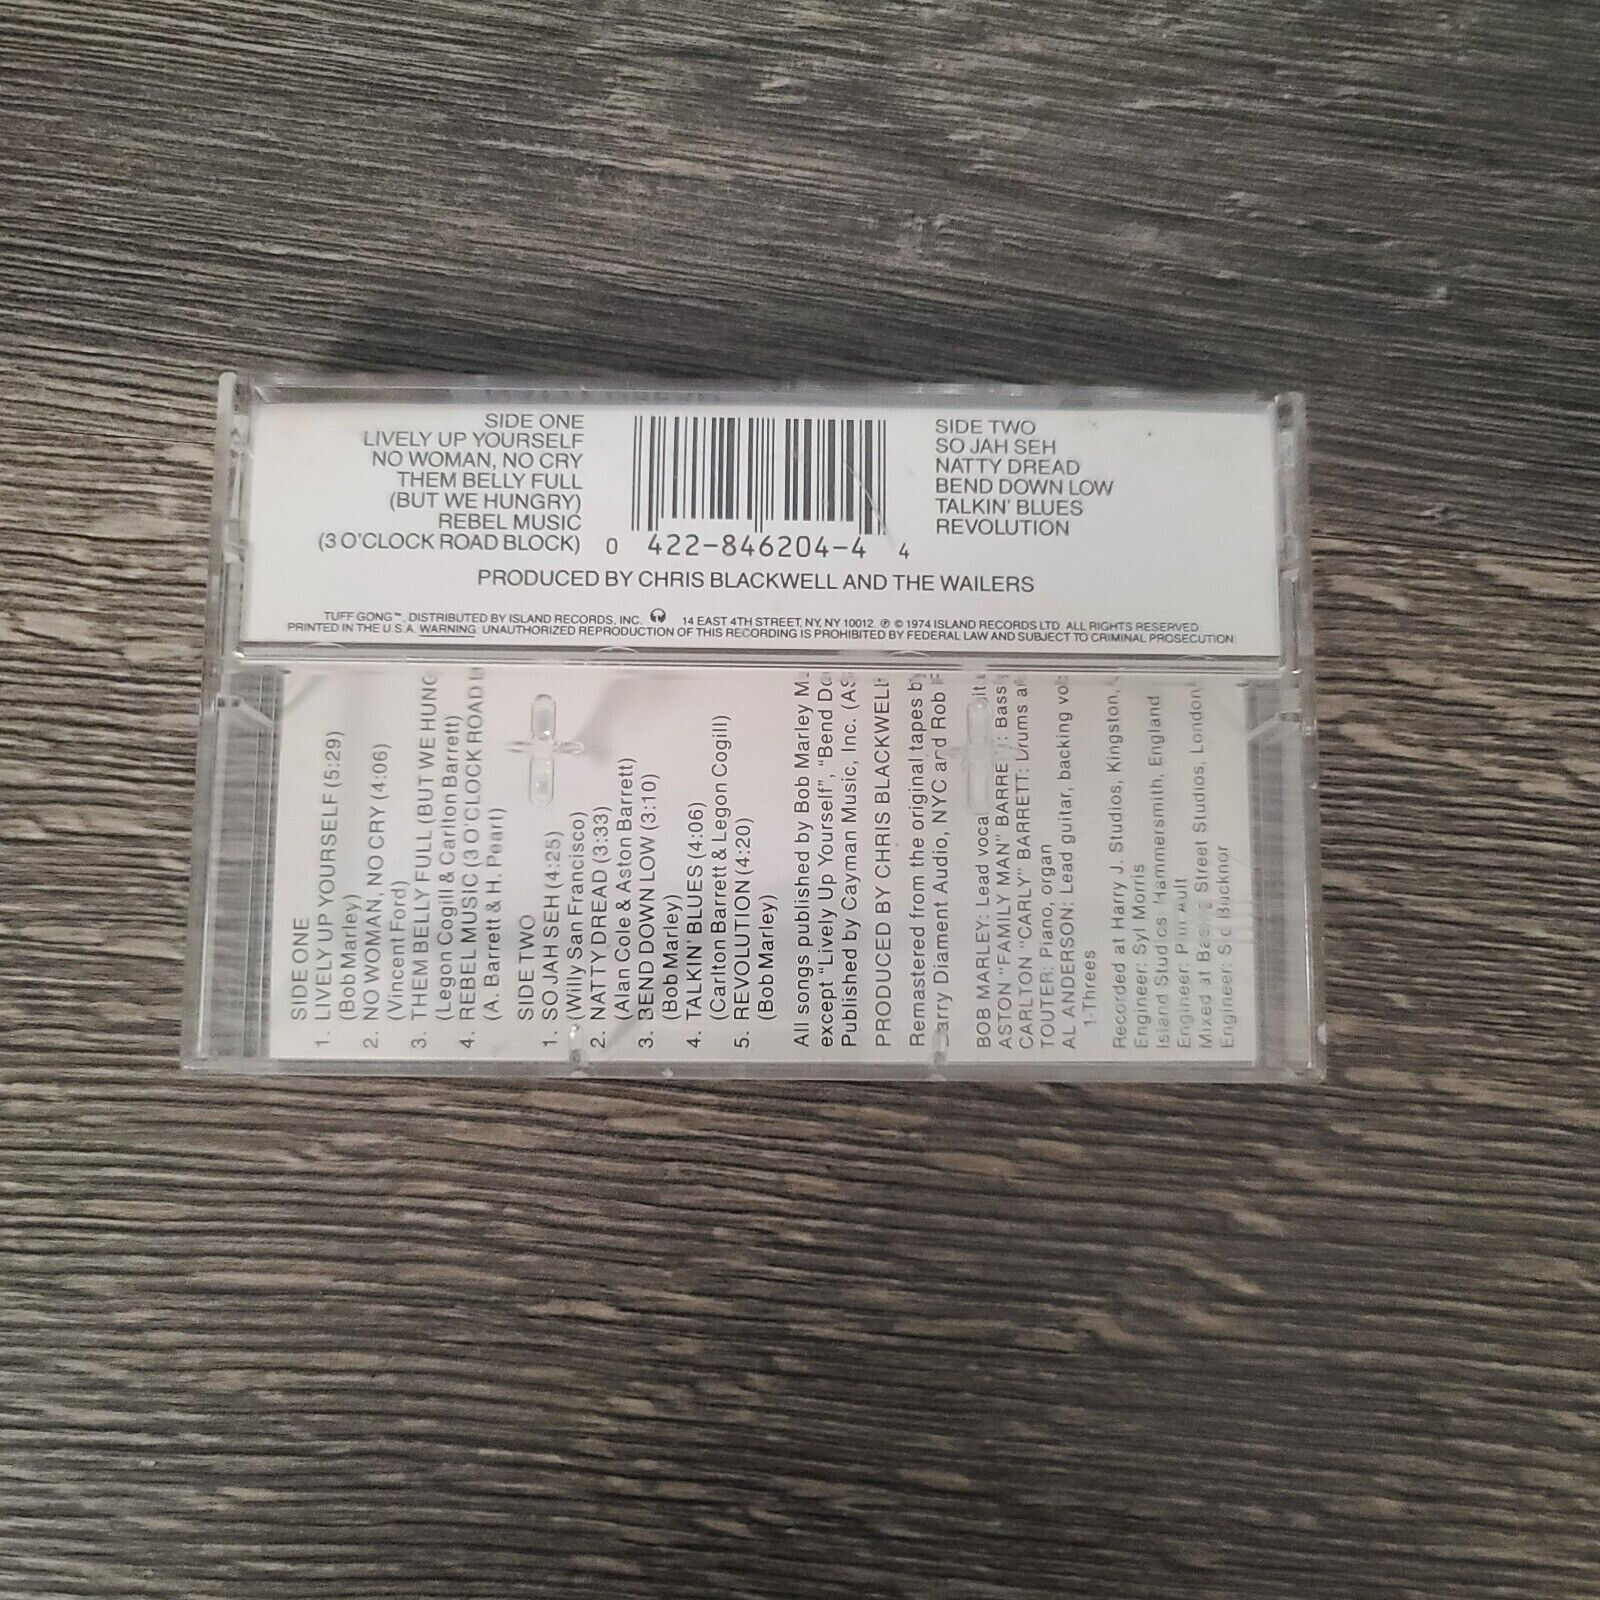 SIDE ONE
LIVELY UP YOURSELF
NO WOMAN, NO CRY
THEM BELLY FULL
(BUT WE HUNGRY)
REBEL MUSIC
(3 O'CLOCK ROAD BLOCK)
0 422-846204-4 4
SIDE TWO
SO JAH SEH
NATTY DREAD
BEND DOWN LOW
TALKIN' BLUES
REVOLUTION
PRODUCED BY CHRIS BLACKWELL AND THE WAILERS
TUFF GONG™, DISTRIBUTED BY ISLAND RECORDS, INC. 14 EAST 4TH STREET, NY, NY 10012. ℗ © 1974 ISLAND RECORDS LTD. ALL RIGHTS RESERVED.
PRINTED IN THE U.S.A. WARNING: UNAUTHORIZED REPRODUCTION OF THIS RECORDING IS PROHIBITED BY FEDERAL LAW AND SUBJECT TO CRIMINAL PROSECUTION.
SIDE ONE
1. LIVELY UP YOURSELF (5:29)
(Bob Marley)
2. NO WOMAN, NO CRY (4:06)
(Vincent Ford)
3. THEM BELLY FULL (BUT WE HUNG
(Legon Cogill & Carlton Barrett)
4. REBEL MUSIC (3 O'CLOCK ROAD
(A. Barrett & H. Peart)
SIDE TWO
1. SO JAH SEH (4:25)
(Willy San Francisco)
2. NATTY DREAD (3:33)
(Alan Cole & Aston Barrett)
3. BEND DOWN LOW (3:10)
(Bob Marley)
4. TALKIN' BLUES (4:06)
(Carlton Barrett & Legon Cogill)
5. REVOLUTION (4:20)
(Bob Marley)
All songs published by Bob Marley M
except "Lively Up Yourself", "Bend Do
Published by Cayman Music, Inc. (AS
PRODUCED BY CHRIS BLACKWELL
Remastered from the original tapes by
Barry Diament Audio, NYC and Rob
BOB MARLEY: Lead vocal
ASTON "FAMILY MAN" BARRETT: Bass
CARLTON "CARLY" BARRETT: Drums
TOUTER: Piano, organ
AL ANDERSON: Lead guitar, backing
I-Threes
Recorded at Harry J. Studios, Kingston,
Engineer: Syl Morris
Island Studios, Hammersmith, England
Engineer: Phil Ault
Mixed at Basing Street Studios, London
Engineer: Sid Bucknor